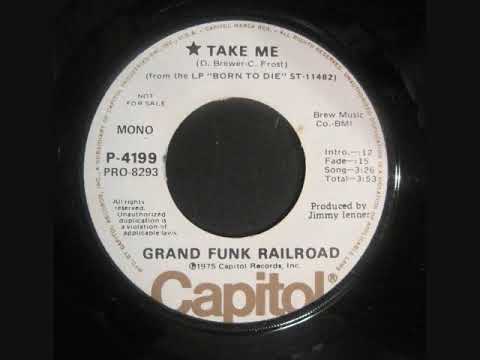 ★ TAKE ME
(D. Brewer-C. Frost)
(from the LP "BORN TO DIE" ST-11482)
NOT
FOR SALE
MONO
Brew Music
Co.-BMI
P-4199
PRO-8293
Intro.—:12
Fade—:15
Song—3:26
Total—3:53
All rights
reserved.
Unauthorized
duplication is
a violation of
applicable laws.
Produced by
Jimmy Ienner
GRAND FUNK RAILROAD
℗1975 Capitol Records, Inc.
Capitol